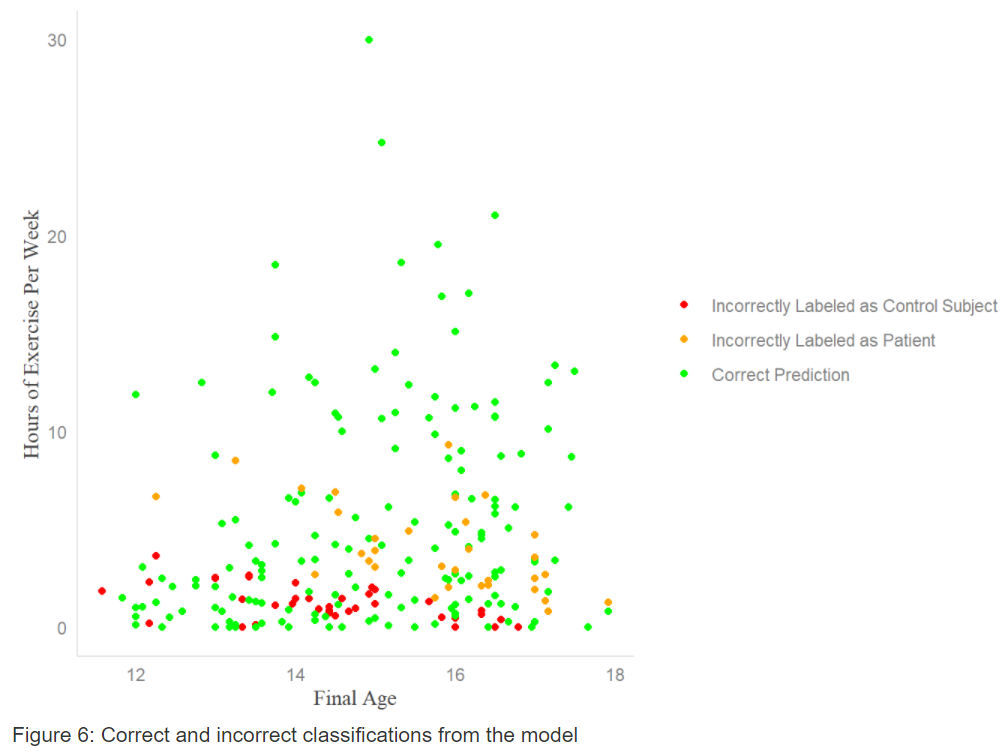 30
20
10
0
Hours of Exercise Per Week
12 14 16 18
Final Age
Incorrectly Labeled as Control Subject
Incorrectly Labeled as Patient
Correct Prediction
Figure 6: Correct and incorrect classifications from the model